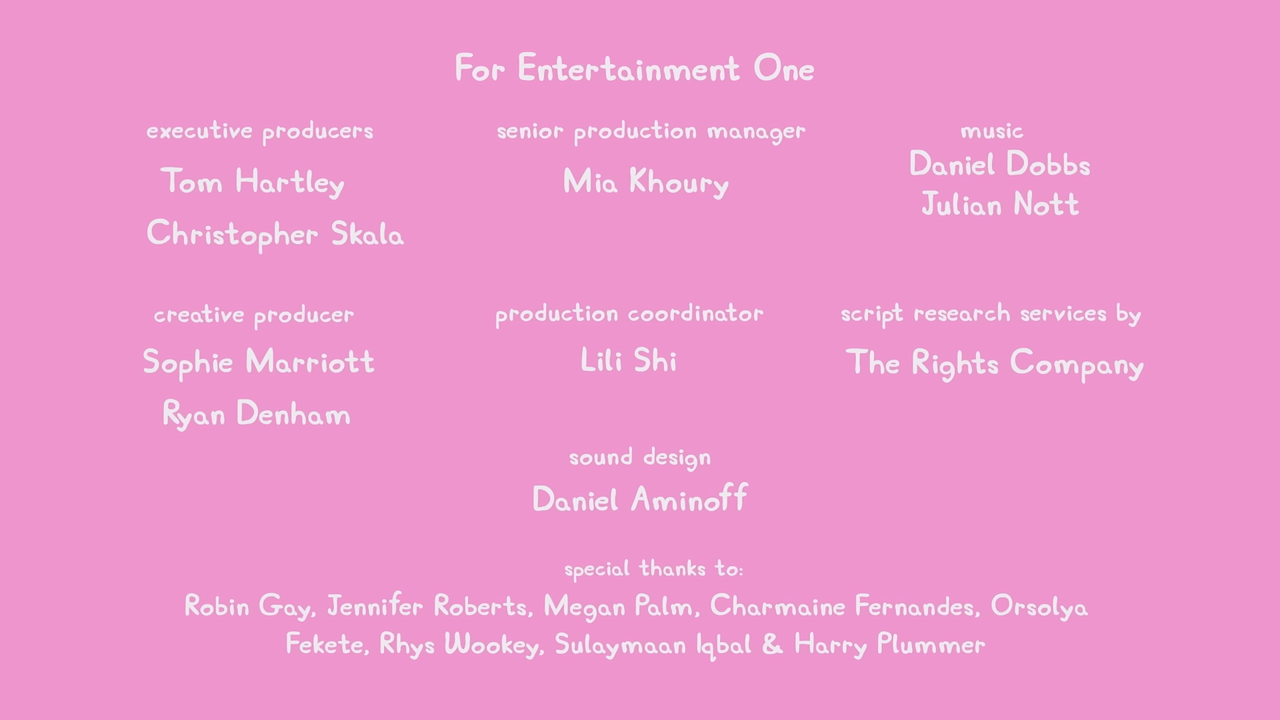 For Entertainment One
executive producers
Tom Hartley
Christopher Skala
senior production manager
Mia Khoury
music
Daniel Dobbs
Julian Nott
creative producer
Sophie Marriott
Ryan Denham
production coordinator
Lili Shi
script research services by
The Rights Company
sound design
Daniel Aminoff
special thanks to:
Robin Gay, Jennifer Roberts, Megan Palm, Charmaine Fernandes, Orsolya
Fekete, Rhys Wookey, Sulaymaan Iqbal & Harry Plummer